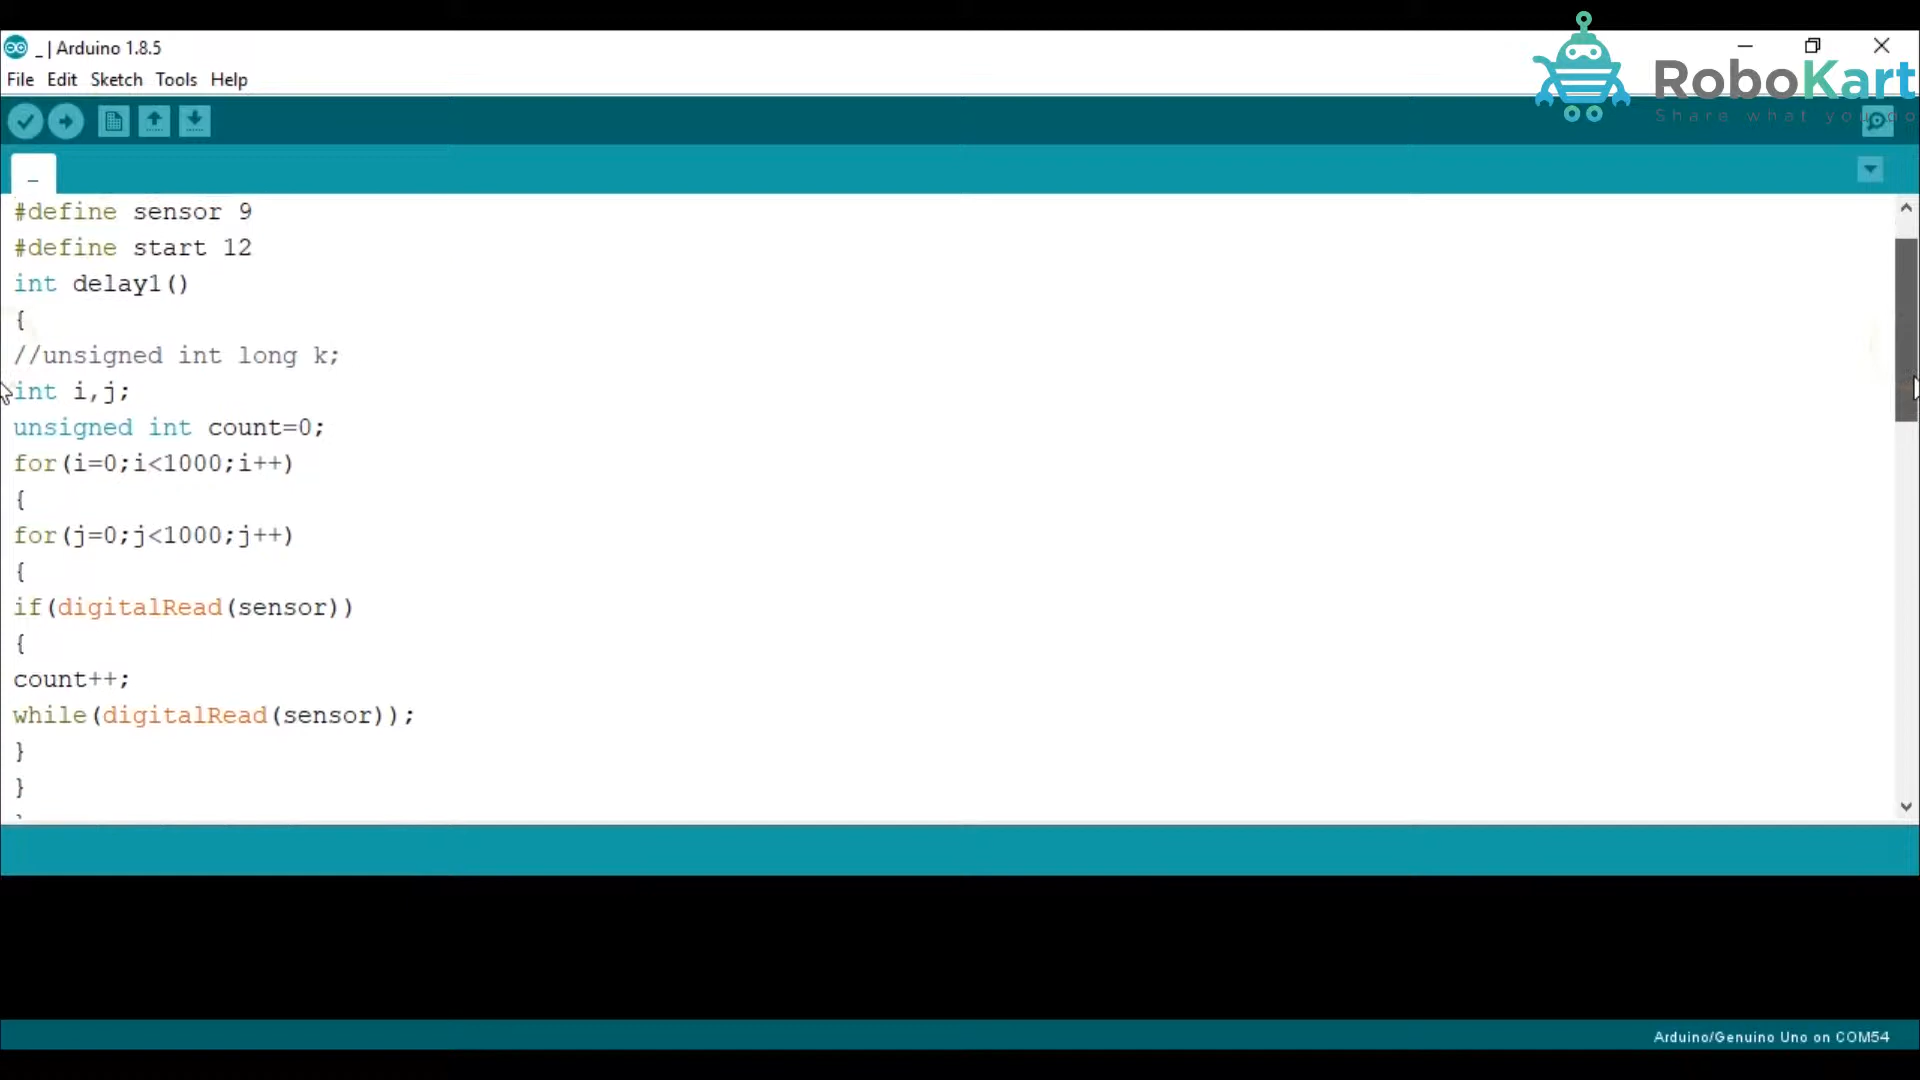 _ | Arduino 1.8.5
RoboKart
Share what you do
File Edit Sketch Tools Help
_
#define sensor 9
#define start 12
int delay1()
{
//unsigned int long k;
int i,j;
unsigned int count=0;
for(i=0;i<1000;i++)
{
for(j=0;j<1000;j++)
{
if(digitalRead(sensor))
{
count++;
while(digitalRead(sensor));
}
}
Arduino/Genuino Uno on COM54